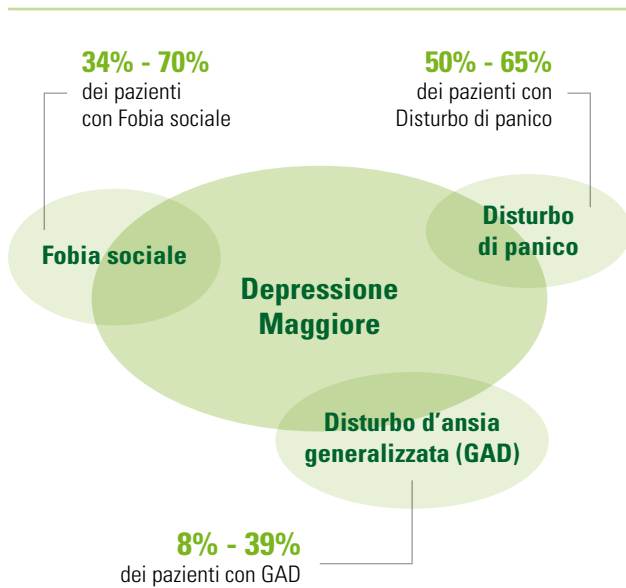 34% - 70%
dei pazienti
con Fobia sociale
50% - 65%
dei pazienti con
Disturbo di panico
Fobia sociale
Disturbo
di panico
Depressione
Maggiore
Disturbo d’ansia
generalizzata (GAD)
8% - 39%
dei pazienti con GAD